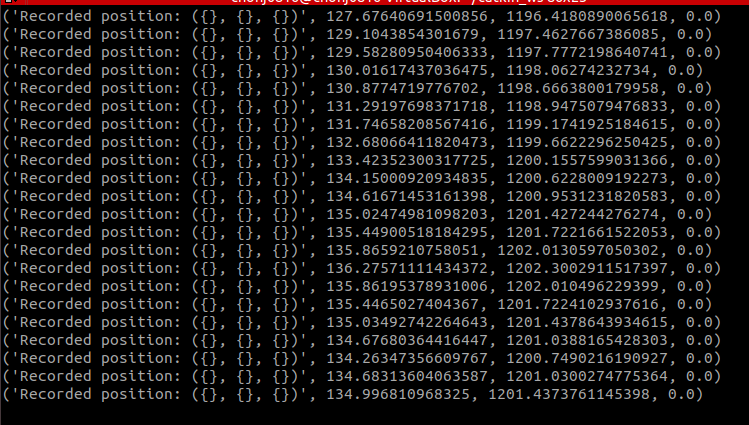 ('Recorded position: ({}, {}, {})', 127.67640691500856, 1196.4180890065618, 0.0)
('Recorded position: ({}, {}, {})', 129.1043854301679, 1197.4627667386085, 0.0)
('Recorded position: ({}, {}, {})', 129.58280950406333, 1197.7772198640741, 0.0)
('Recorded position: ({}, {}, {})', 130.01617437036475, 1198.06274232734, 0.0)
('Recorded position: ({}, {}, {})', 130.8774719776702, 1198.6663800179958, 0.0)
('Recorded position: ({}, {}, {})', 131.29197698371718, 1198.9475079476833, 0.0)
('Recorded position: ({}, {}, {})', 131.74658208567416, 1199.1741925184615, 0.0)
('Recorded position: ({}, {}, {})', 132.68066411820473, 1199.6622296250425, 0.0)
('Recorded position: ({}, {}, {})', 133.42352300317725, 1200.1557599031366, 0.0)
('Recorded position: ({}, {}, {})', 134.15000920934835, 1200.6228009192273, 0.0)
('Recorded position: ({}, {}, {})', 134.61671453161398, 1200.9531231820583, 0.0)
('Recorded position: ({}, {}, {})', 135.02474981098203, 1201.427244276274, 0.0)
('Recorded position: ({}, {}, {})', 135.44900518184295, 1201.7221661522053, 0.0)
('Recorded position: ({}, {}, {})', 135.8659210758051, 1202.0130597050302, 0.0)
('Recorded position: ({}, {}, {})', 136.27571111434372, 1202.3002911517397, 0.0)
('Recorded position: ({}, {}, {})', 135.86195378931006, 1202.010496229399, 0.0)
('Recorded position: ({}, {}, {})', 135.4465027404367, 1201.7224102937616, 0.0)
('Recorded position: ({}, {}, {})', 135.03492742264643, 1201.4378643934615, 0.0)
('Recorded position: ({}, {}, {})', 134.67680364416447, 1201.0388165428303, 0.0)
('Recorded position: ({}, {}, {})', 134.26347356609767, 1200.7490216190927, 0.0)
('Recorded position: ({}, {}, {})', 134.68313604063587, 1201.0300274775364, 0.0)
('Recorded position: ({}, {}, {})', 134.996810968325, 1201.4373761145398, 0.0)